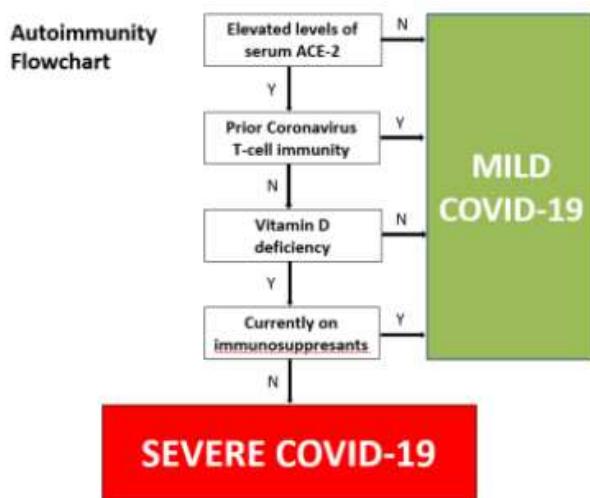 Autoimmunity
Flowchart
Elevated levels of
serum ACE-2
N
Y
Prior Coronavirus
T-cell immunity
Y
N
MILD
COVID-19
Vitamin D
deficiency
N
Y
Currently on
immunosuppresants
Y
N
SEVERE COVID-19